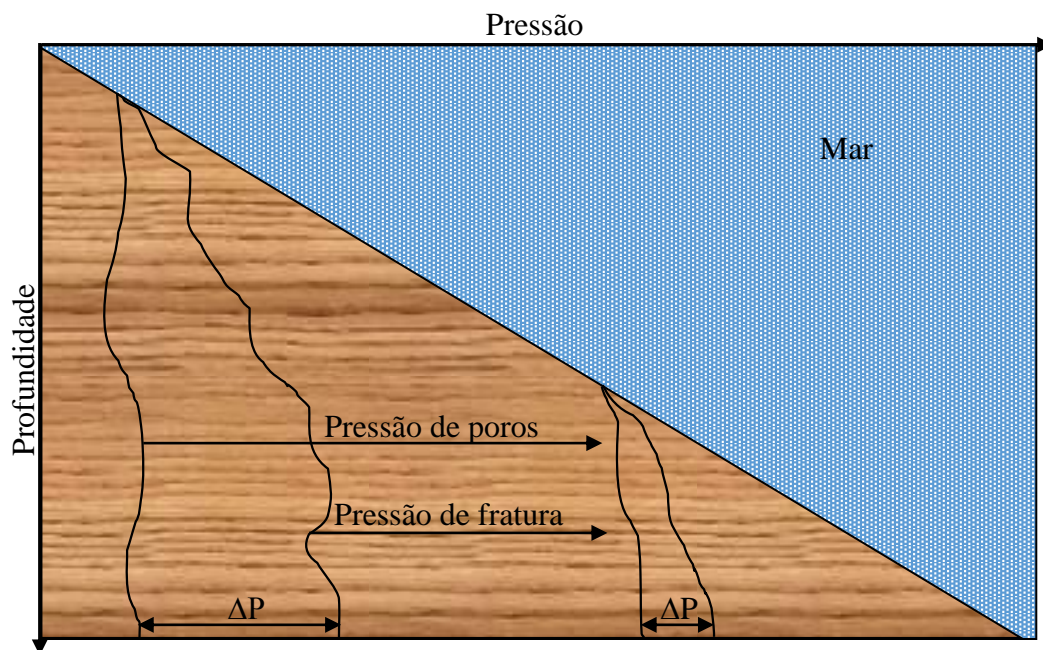 Pressão
Mar
Profundidade
Pressão de poros
Pressão de fratura
ΔP
ΔP